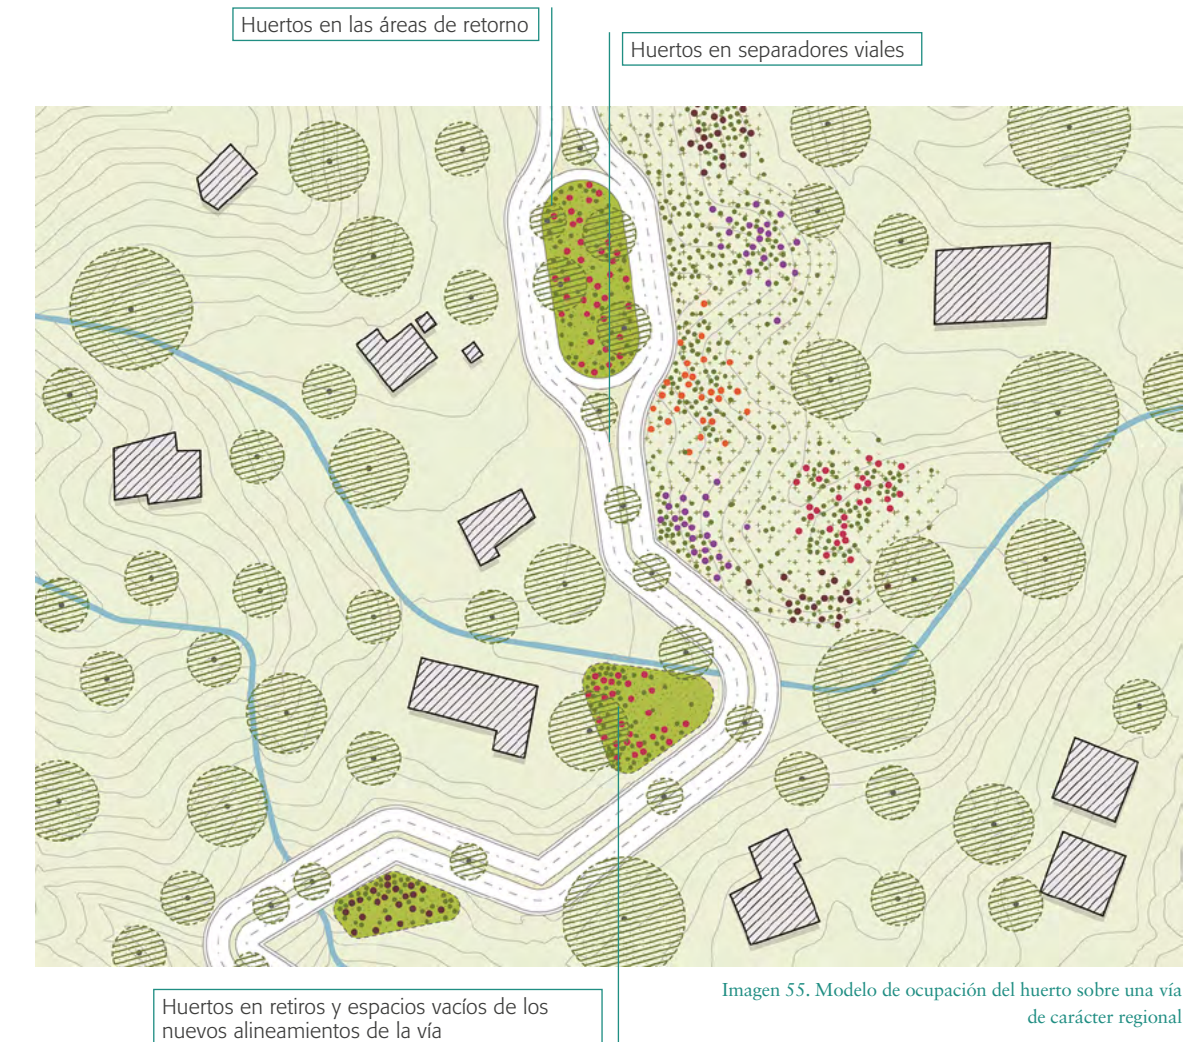 Huertos en las áreas de retorno
Huertos en separadores viales
Huertos en retiros y espacios vacíos de los
nuevos alineamientos de la vía
Imagen 55. Modelo de ocupación del huerto sobre una vía
de carácter regional